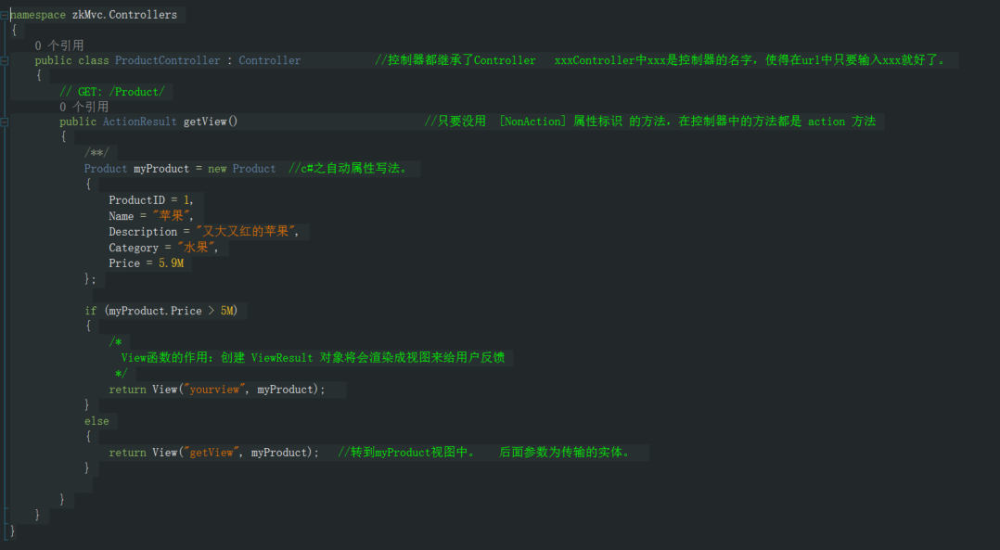 namespace zkMvc.Controllers
{
0 个引用
public class ProductController : Controller //控制器都继承了Controller xxxController中xxx是控制器的名字,使得在url中只要输入xxx就好了。
{
// GET: /Product/
0 个引用
public ActionResult getView() //只要没用 [NonAction] 属性标识 的方法,在控制器中的方法都是 action 方法
{
/**/
Product myProduct = new Product //c#之自动属性写法。
{
ProductID = 1,
Name = "苹果",
Description = "又大又红的苹果",
Category = "水果",
Price = 5.9M
};
if (myProduct.Price > 5M)
{
/*
View函数的作用: 创建 ViewResult 对象将会渲染成视图来给用户反馈
*/
return View("yourview", myProduct);
}
else
{
return View("getView", myProduct); //转到myProduct视图中。 后面参数为传输的实体。
}
}
}
}